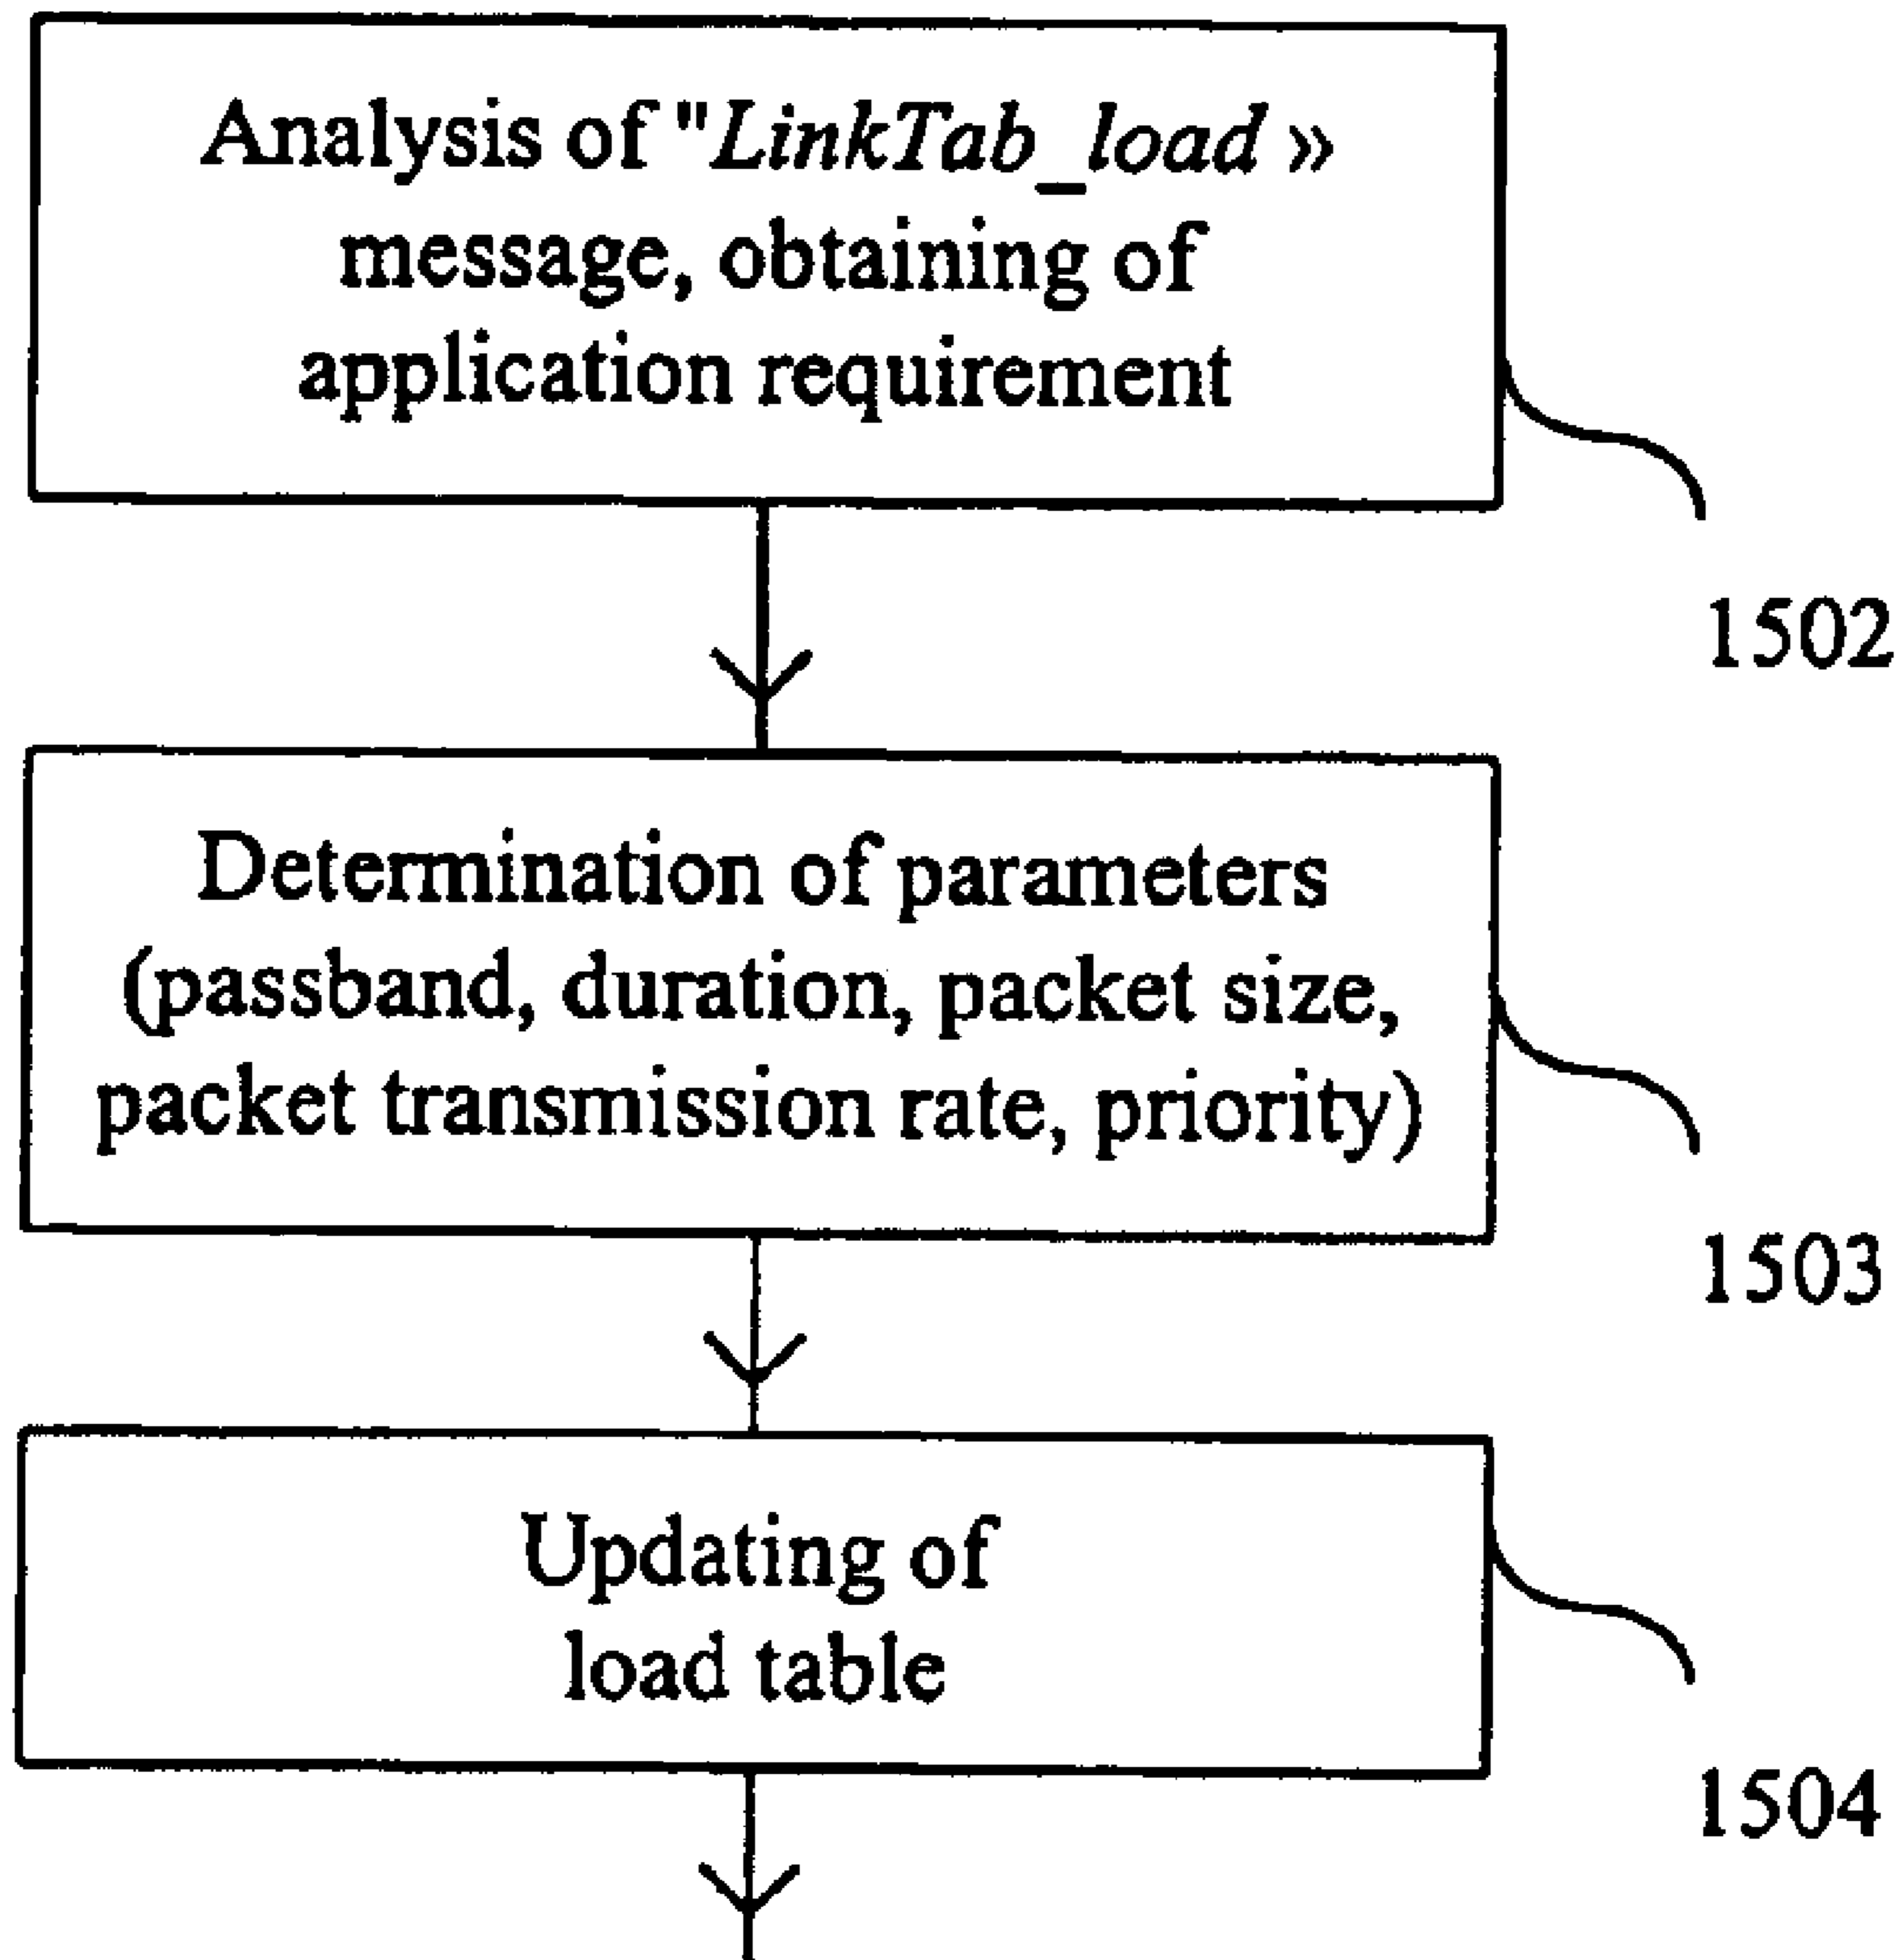 Analysis of "LinkTab_load »
message, obtaining of
application requirement
1502
Determination of parameters
(passband, duration, packet size,
packet transmission rate, priority)
1503
Updating of
load table
1504